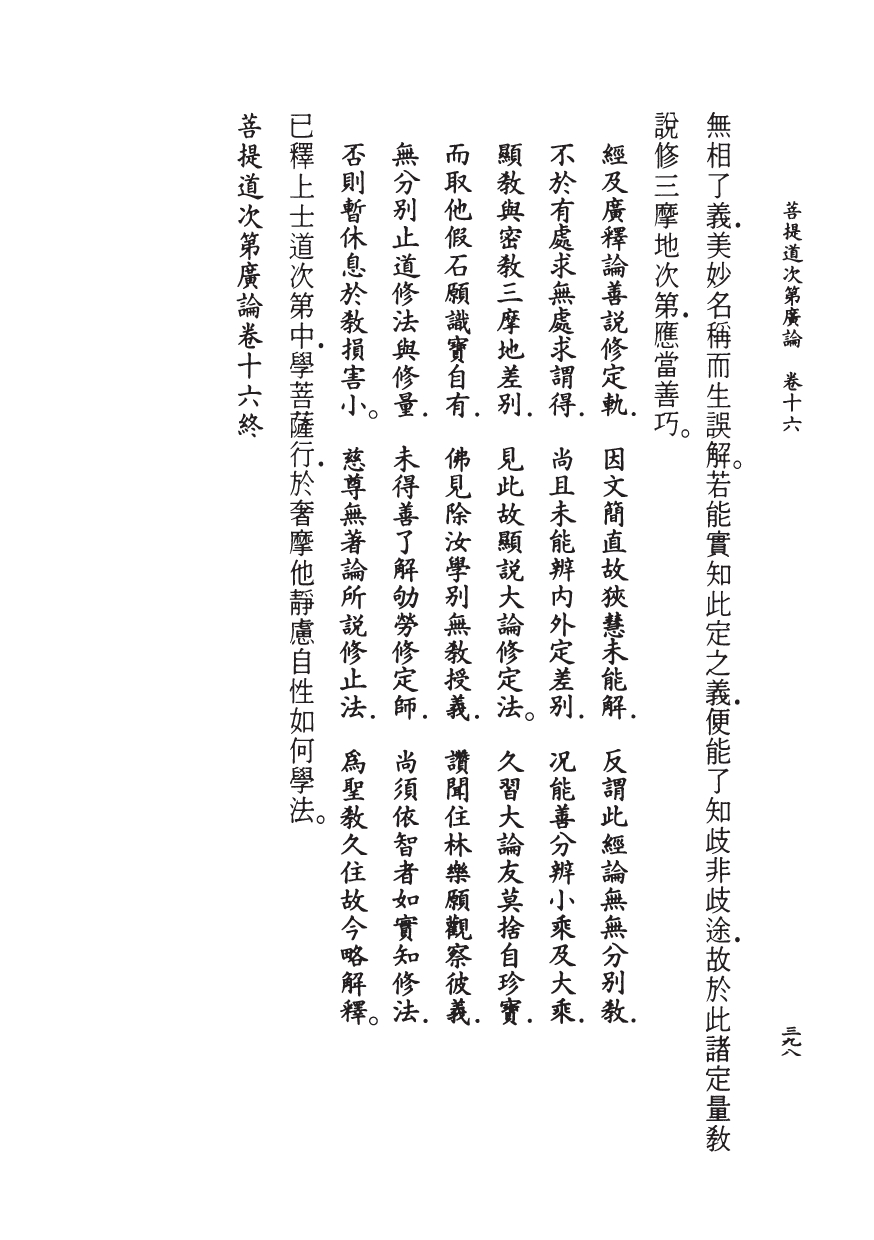 菩提道次第廣論　卷十六
三九八
無相了義．美妙名稱而生誤解。若能實知此定之義．便能了知歧非歧途．故於此諸定量教
說修三摩地次第．應當善巧。
經及廣釋論善説修定軌．　因文簡直故狹慧未能解．　反謂此經論無無分別教．
不於有處求無處求謂得．　尚且未能辨內外定差別．　况能善分辨小乘及大乘．
顯教與密教三摩地差別．　見此故顯説大論修定法。　久習大論友莫捨自珍寶．
而取他假石願識寶自有．　佛見除汝學別無教授義．　讚聞住林樂願觀察彼義．
無分別止道修法與修量．　未得善了解劬勞修定師．　尚須依智者如實知修法．
否則暫休息於教損害小。　慈尊無著論所説修止法．　爲聖教久住故今略解釋。
已釋上士道次第中．學菩薩行．於奢摩他靜慮自性如何學法。
菩提道次第廣論卷十六終